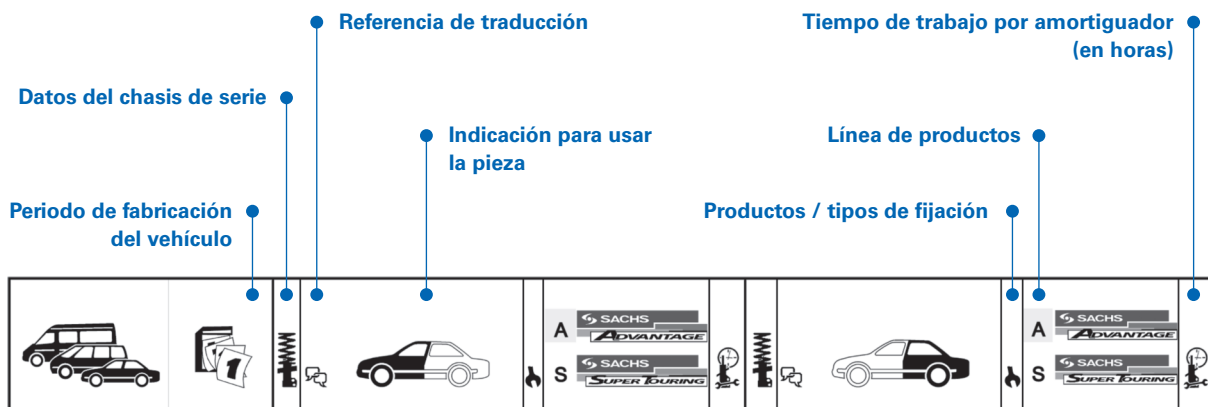 Referencia de traducción
Tiempo de trabajo por amortiguador
(en horas)
Datos del chasis de serie
Indicación para usar
la pieza
Línea de productos
Periodo de fabricación
del vehículo
Productos / tipos de fijación
1
A SACHS
ADVANTAGE
S SACHS
SUPER TOURING
A SACHS
ADVANTAGE
S SACHS
SUPER TOURING